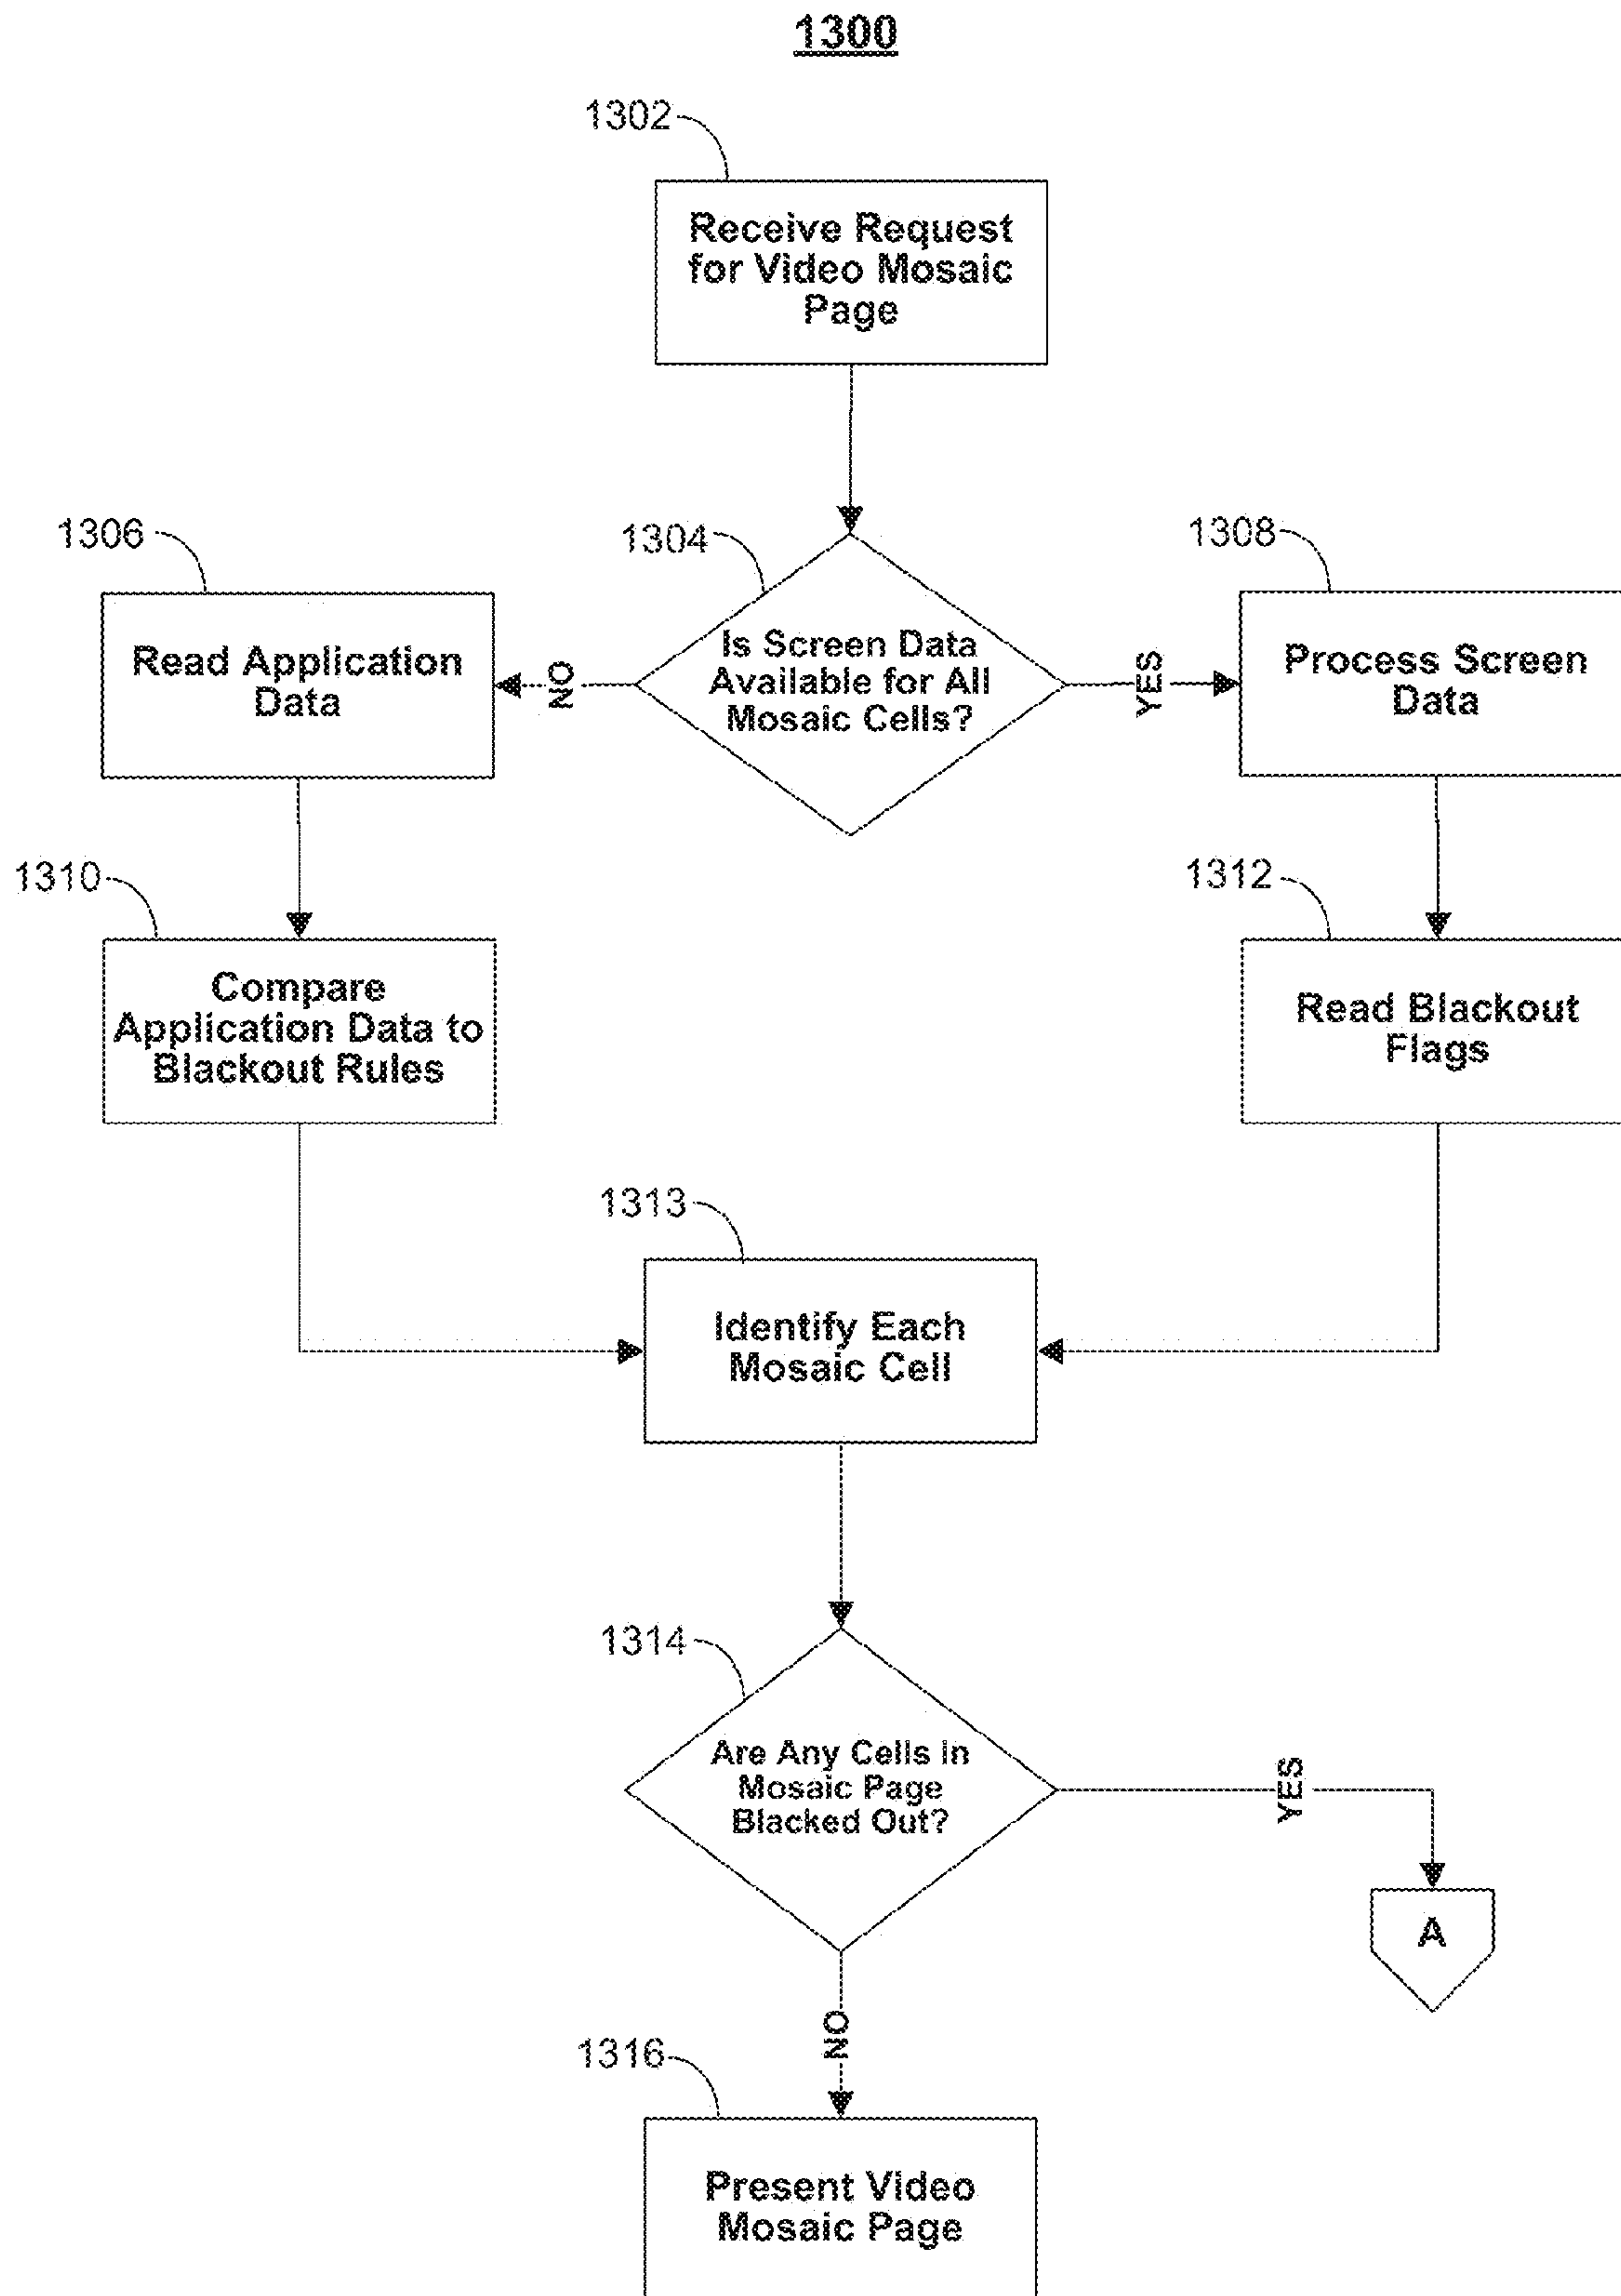 1300
1302
Receive Request
for Video Mosaic
Page
1306
1304
1308
Read Application
Data
NO
Is Screen Data
Available for All
Mosaic Cells?
YES
Process Screen
Data
1310
1312
Compare
Application Data to
Blackout Rules
Read Blackout
Flags
1313
Identify Each
Mosaic Cell
1314
Are Any Cells in
Mosaic Page
Blacked Out?
YES
A
NO
1316
Present Video
Mosaic Page